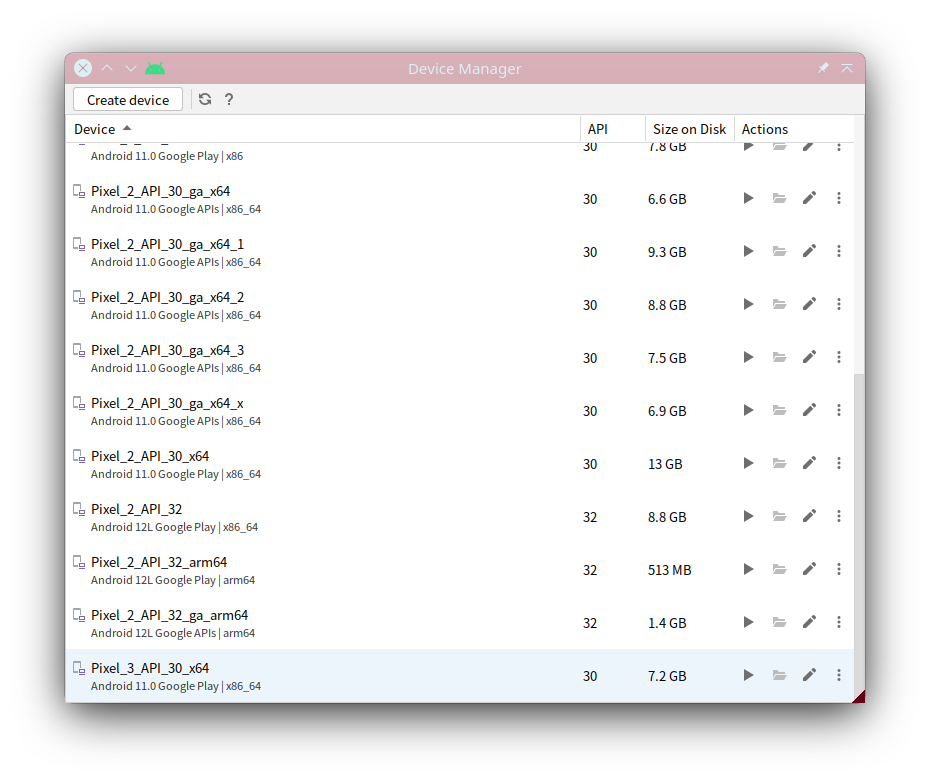 Device Manager
Create device ?
Device API Size on Disk Actions
30 7.8 GB
Android 11.0 Google Play | x86
Pixel_2_API_30_ga_x64
30 6.6 GB
Android 11.0 Google APIs | x86_64
Pixel_2_API_30_ga_x64_1
30 9.3 GB
Android 11.0 Google APIs | x86_64
Pixel_2_API_30_ga_x64_2
30 8.8 GB
Android 11.0 Google APIs | x86_64
Pixel_2_API_30_ga_x64_3
30 7.5 GB
Android 11.0 Google APIs | x86_64
Pixel_2_API_30_ga_x64_x
30 6.9 GB
Android 11.0 Google APIs | x86_64
Pixel_2_API_30_x64
30 13 GB
Android 11.0 Google Play | x86_64
Pixel_2_API_32
32 8.8 GB
Android 12L Google Play | x86_64
Pixel_2_API_32_arm64
32 513 MB
Android 12L Google Play | arm64
Pixel_2_API_32_ga_arm64
32 1.4 GB
Android 12L Google APIs | arm64
Pixel_3_API_30_x64
30 7.2 GB
Android 11.0 Google Play | x86_64